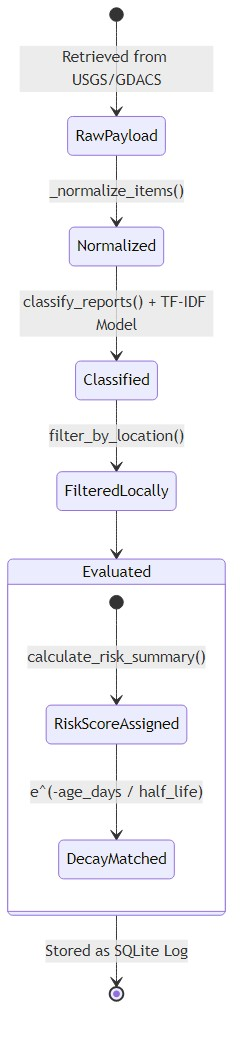 Retrieved from
USGS/GDACS
RawPayload
_normalize_items()
Normalized
classify_reports() + TF-IDF
Model
Classified
filter_by_location()
FilteredLocally
Evaluated
calculate_risk_summary()
RiskScoreAssigned
e^(-age_days / half_life)
DecayMatched
Stored as SQLite Log